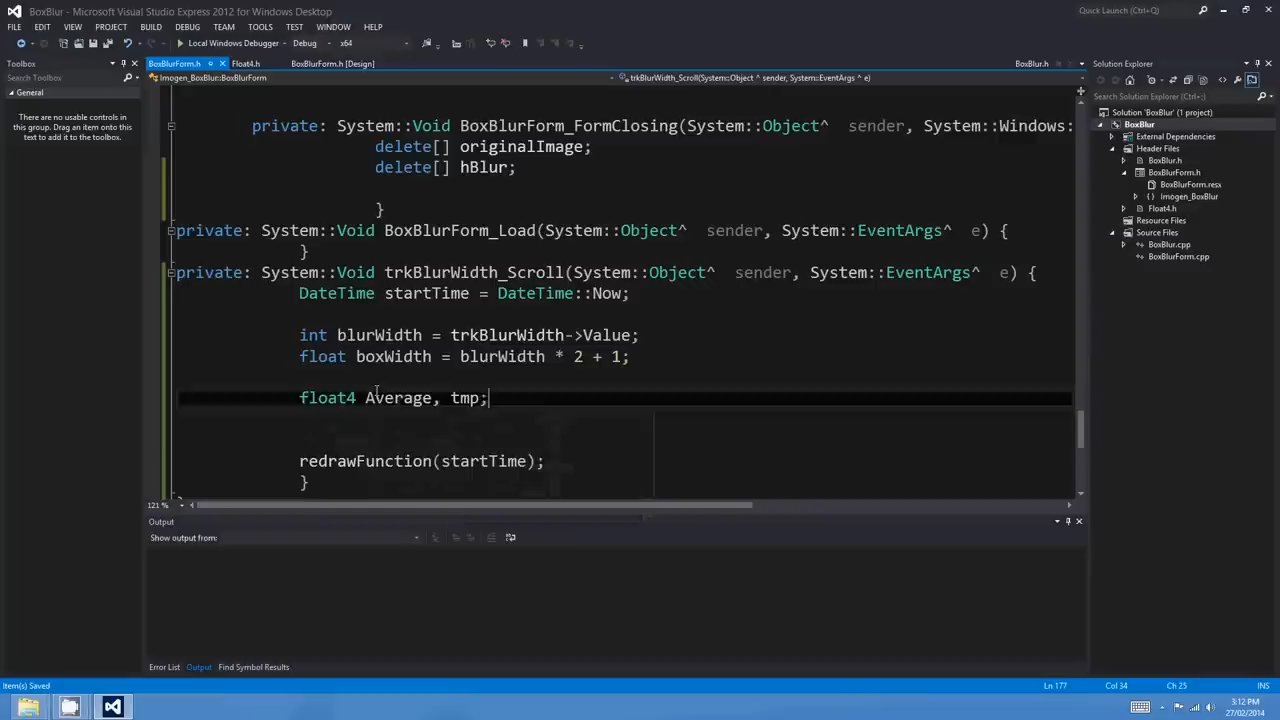 BoxBlur - Microsoft Visual Studio Express 2012 for Windows Desktop
Quick Launch (Ctrl+Q)
FILE EDIT VIEW PROJECT BUILD DEBUG TEAM TOOLS TEST WINDOW HELP
Local Windows Debugger Debug x64
Toolbox
Search Toolbox
General
There are no usable controls in
this group. Drag an item onto this
text to add it to the toolbox.
BoxBlurForm.h Float4.h BoxBlurForm.h [Design] BoxBlur.h
Imogen_BoxBlur::BoxBlurForm trkBlurWidth_Scroll(System::Object ^ sender, System::EventArgs ^ e)
private: System::Void BoxBlurForm_FormClosing(System::Object^ sender, System::Windows:
delete[] originalImage;
delete[] hBlur;
}
private: System::Void BoxBlurForm_Load(System::Object^ sender, System::EventArgs^ e) {
}
private: System::Void trkBlurWidth_Scroll(System::Object^ sender, System::EventArgs^ e) {
DateTime startTime = DateTime::Now;
int blurWidth = trkBlurWidth->Value;
float boxWidth = blurWidth * 2 + 1;
float4 Average, tmp;
redrawFunction(startTime);
}
121 %
Output
Show output from:
Error List Output Find Symbol Results
Solution Explorer
Search Solution Explorer (Ctrl+;)
Solution 'BoxBlur' (1 project)
BoxBlur
External Dependencies
Header Files
BoxBlur.h
BoxBlurForm.h
BoxBlurForm.resx
Imogen_BoxBlur
Float4.h
Resource Files
Source Files
BoxBlur.cpp
BoxBlurForm.cpp
Item(s) Saved
Ln 177 Col 34 Ch 25 INS
3:12 PM
27/02/2014